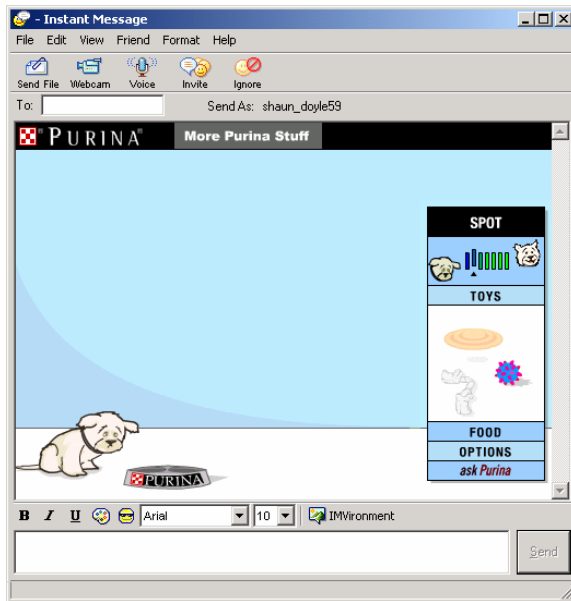 - Instant Message
File Edit View Friend Format Help
Send File Webcam Voice Invite Ignore
To: Send As: shaun_doyle59
PURINA® More Purina Stuff
SPOT
TOYS
FOOD
OPTIONS
ask Purina
PURINA
B I U Arial 10 IMVironment
Send